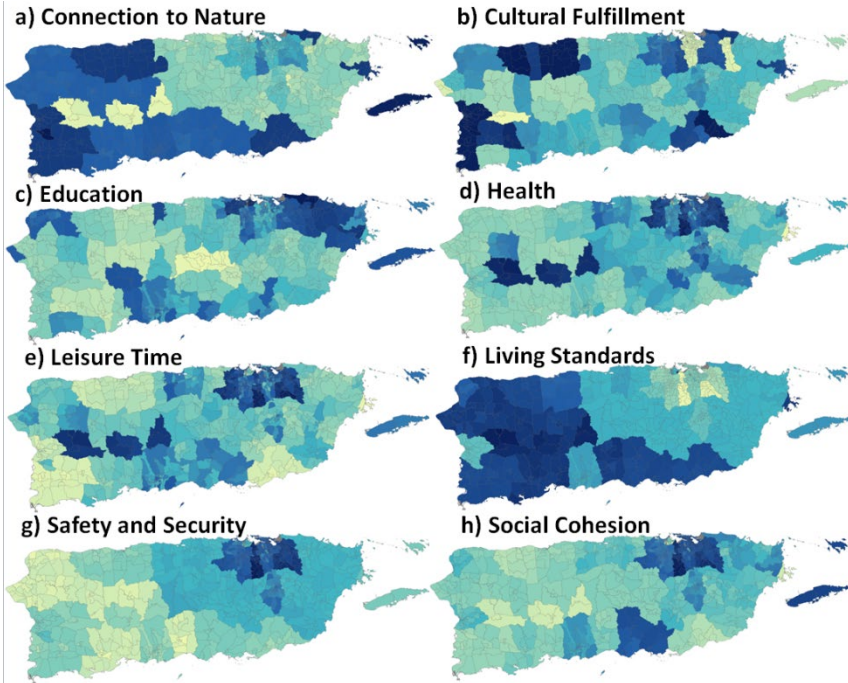 a) Connection to Nature
b) Cultural Fulfillment
c) Education
d) Health
e) Leisure Time
f) Living Standards
g) Safety and Security
h) Social Cohesion